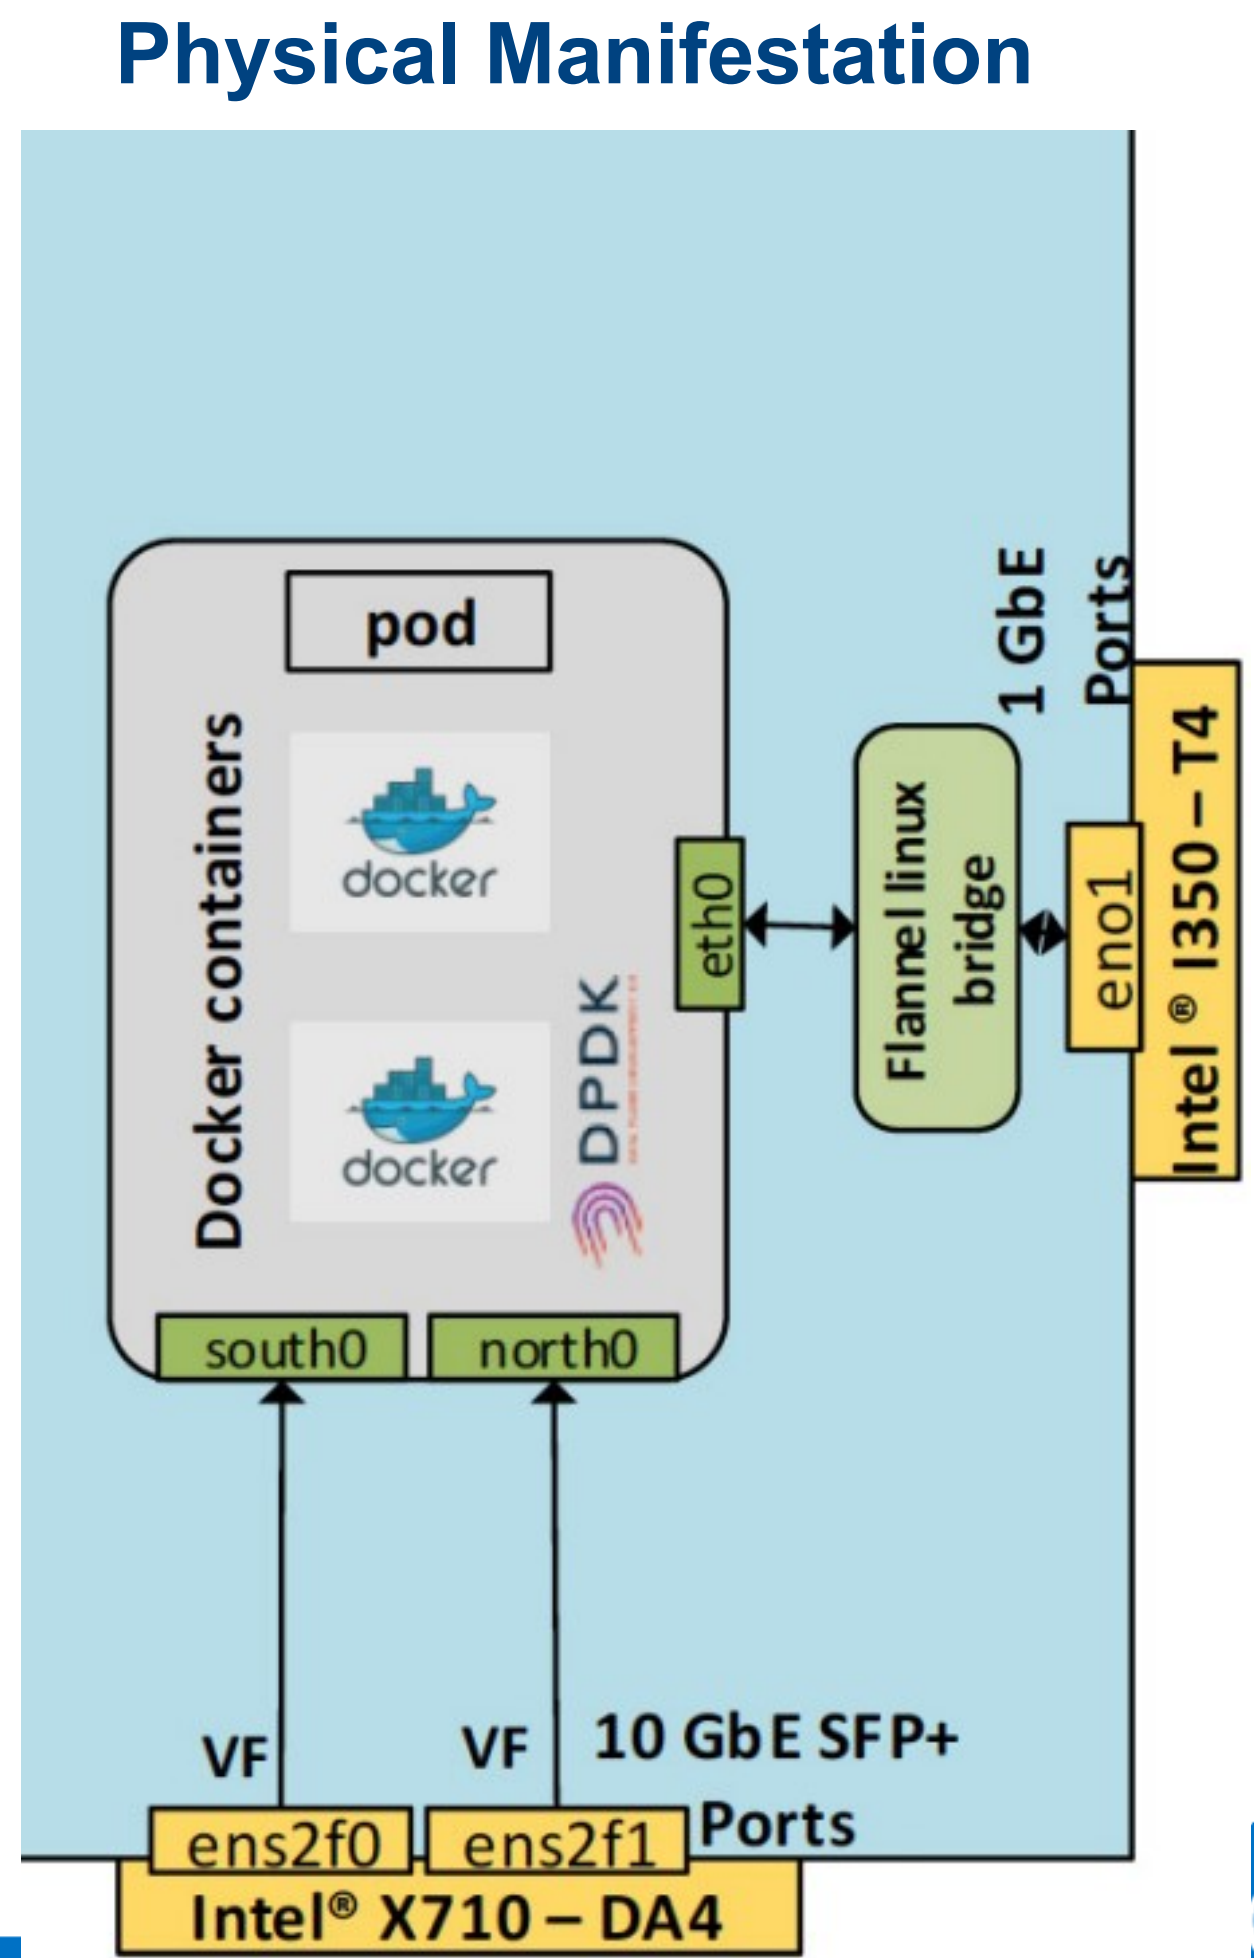 Physical Manifestation
pod
Docker containers
docker
docker
DPDK
eth0
Flannel linux
bridge
1 GbE
Ports
eno1
Intel ® I350 – T4
south0
north0
VF
VF
10 GbE SFP+
Ports
ens2f0
ens2f1
Intel® X710 – DA4